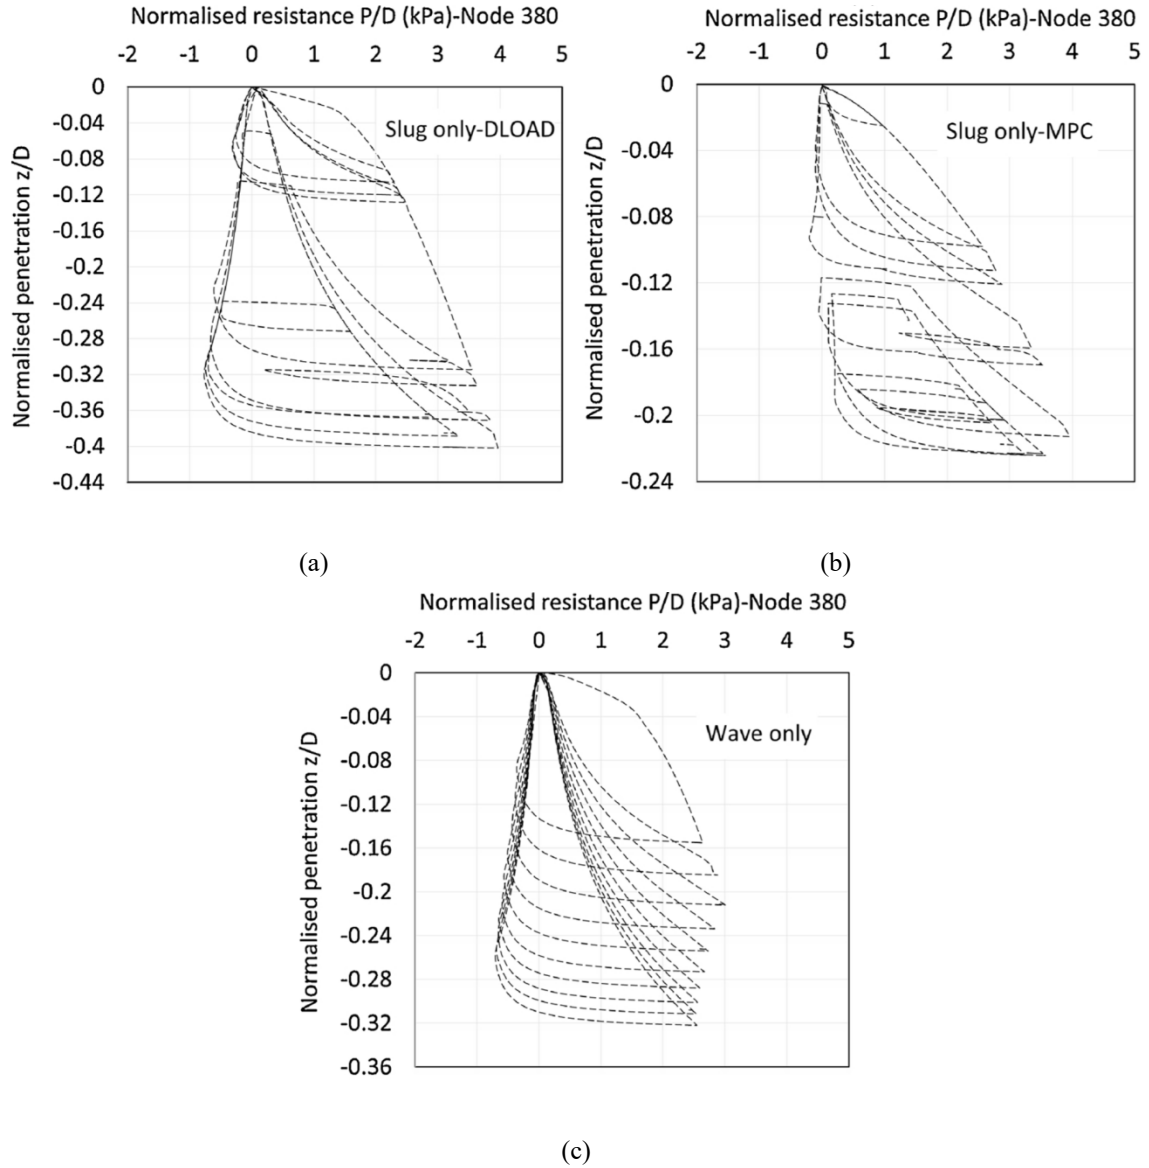 Normalised resistance P/D (kPa)-Node 380
-2 -1 0 1 2 3 4 5
0
-0.04
-0.08
-0.12
-0.16
-0.2
-0.24
-0.28
-0.32
-0.36
-0.4
-0.44
Normalised penetration z/D
Slug only-DLOAD
(a)
Normalised resistance P/D (kPa)-Node 380
-2 -1 0 1 2 3 4 5
0
-0.04
-0.08
-0.12
-0.16
-0.2
-0.24
Normalised penetration z/D
Slug only-MPC
(b)
Normalised resistance P/D (kPa)-Node 380
-2 -1 0 1 2 3 4 5
0
-0.04
-0.08
-0.12
-0.16
-0.2
-0.24
-0.28
-0.32
-0.36
Normalised penetration z/D
Wave only
(c)